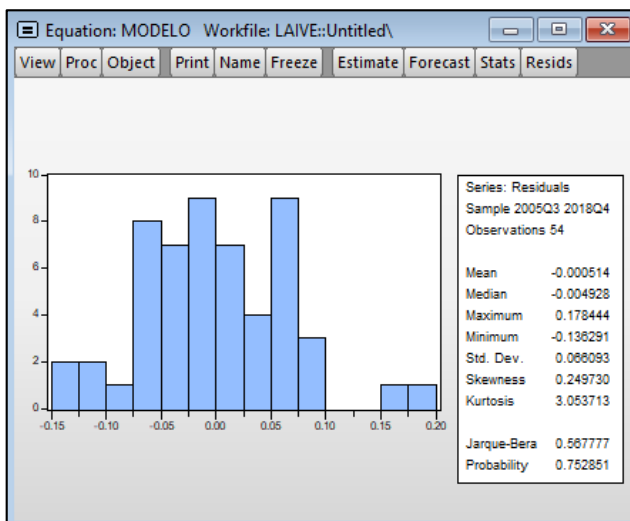 Equation: MODELO Workfile: LAIVE::Untitled\
View Proc Object Print Name Freeze Estimate Forecast Stats Resids
10
8
6
4
2
0
-0.15 -0.10 -0.05 0.00 0.05 0.10 0.15 0.20
Series: Residuals
Sample 2005Q3 2018Q4
Observations 54
Mean -0.000514
Median -0.004928
Maximum 0.178444
Minimum -0.136291
Std. Dev. 0.066093
Skewness 0.249730
Kurtosis 3.053713
Jarque-Bera 0.567777
Probability 0.752851